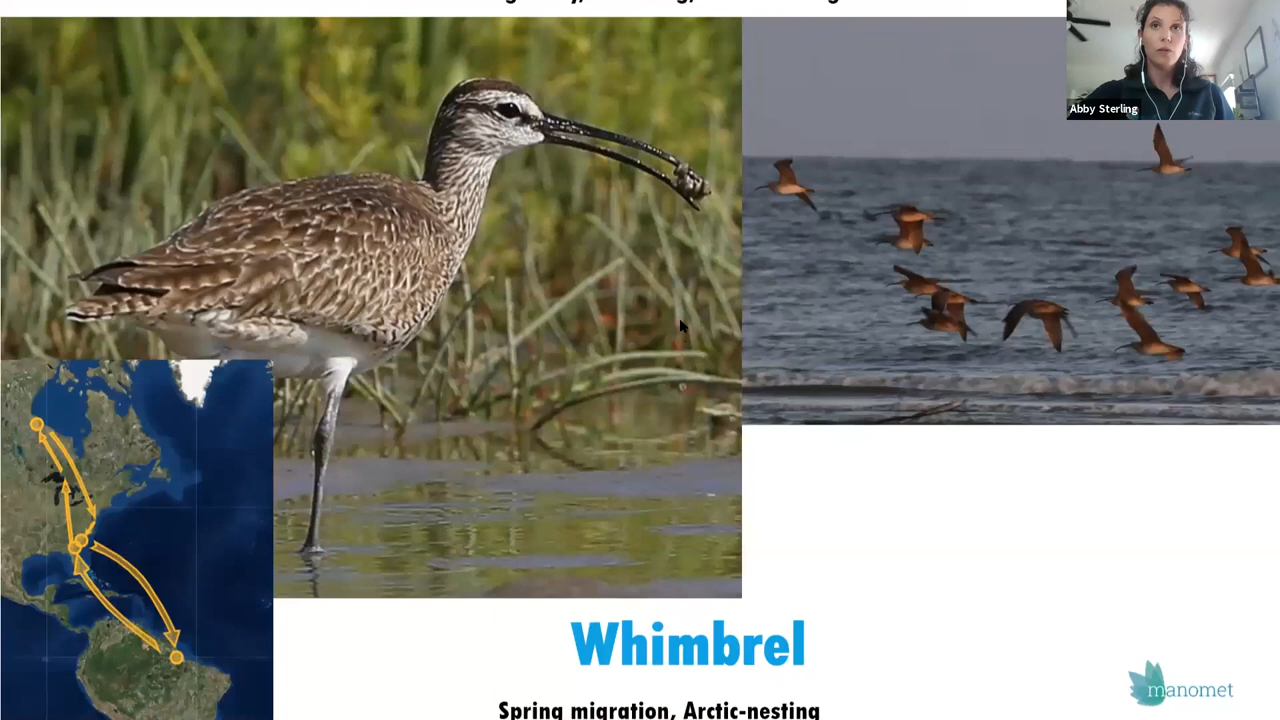 Abby Sterling
Whimbrel
manomet
Spring migration, Arctic-nesting